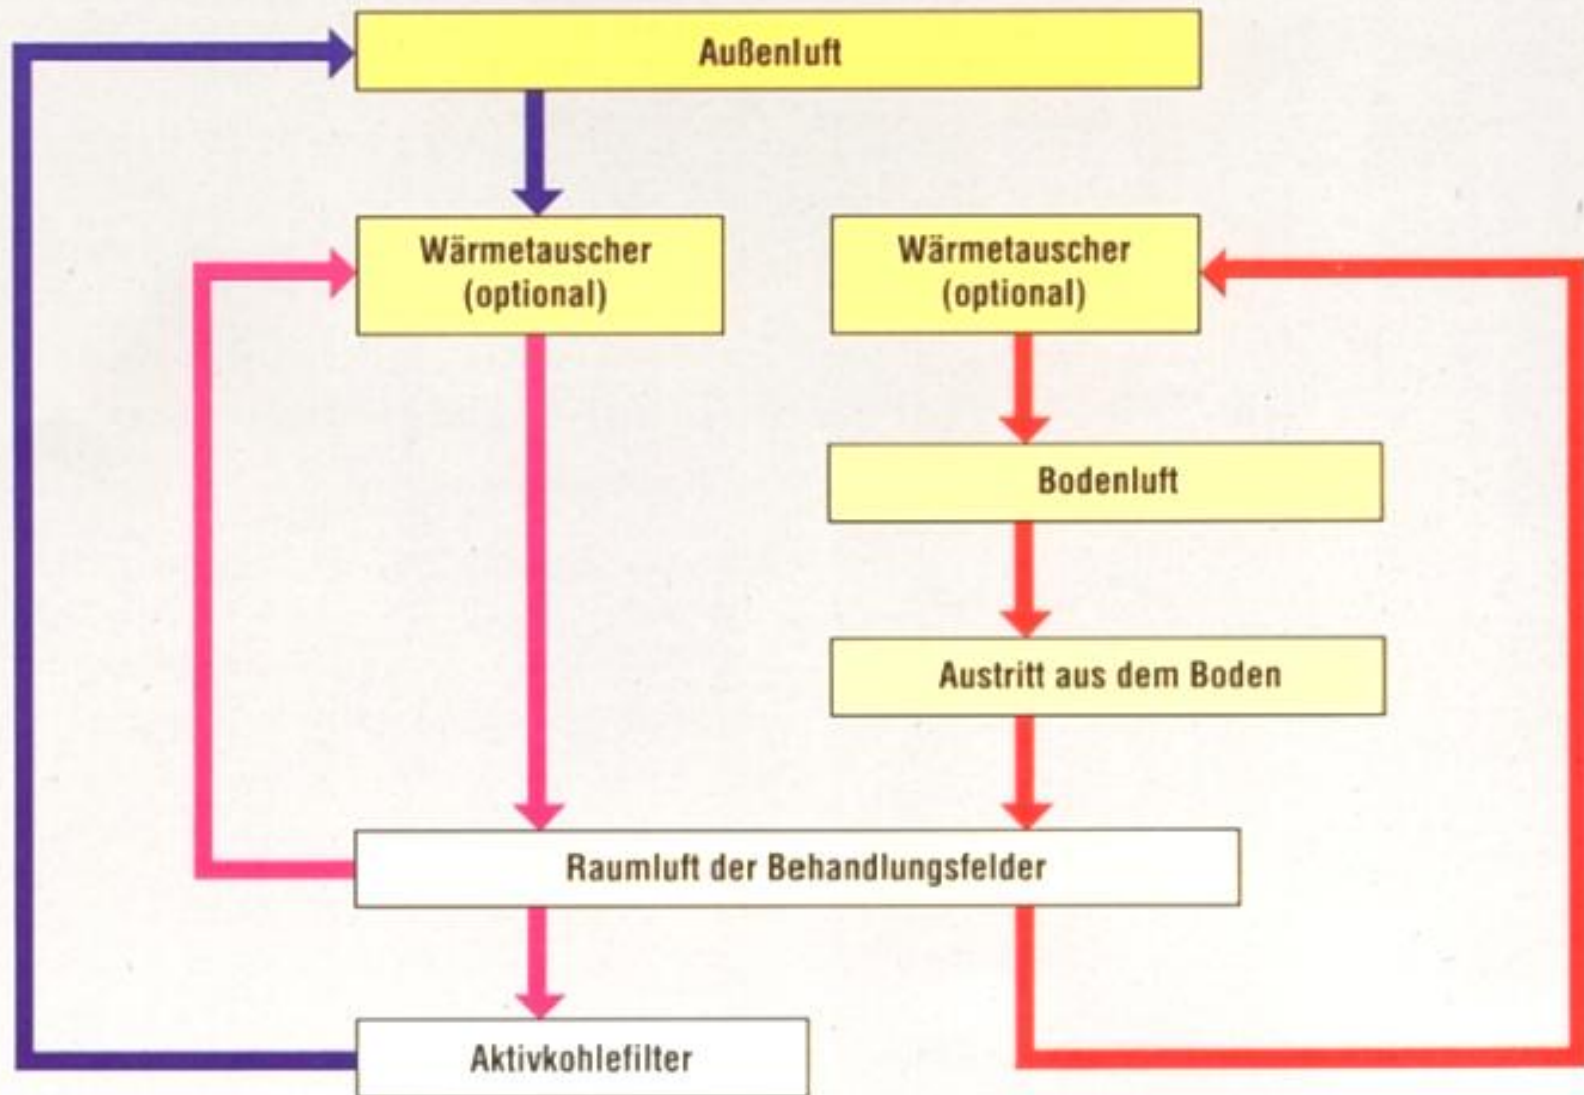 Außenluft
Wärmetauscher
(optional)
Wärmetauscher
(optional)
Bodenluft
Austritt aus dem Boden
Raumluft der Behandlungsfelder
Aktivkohlefilter